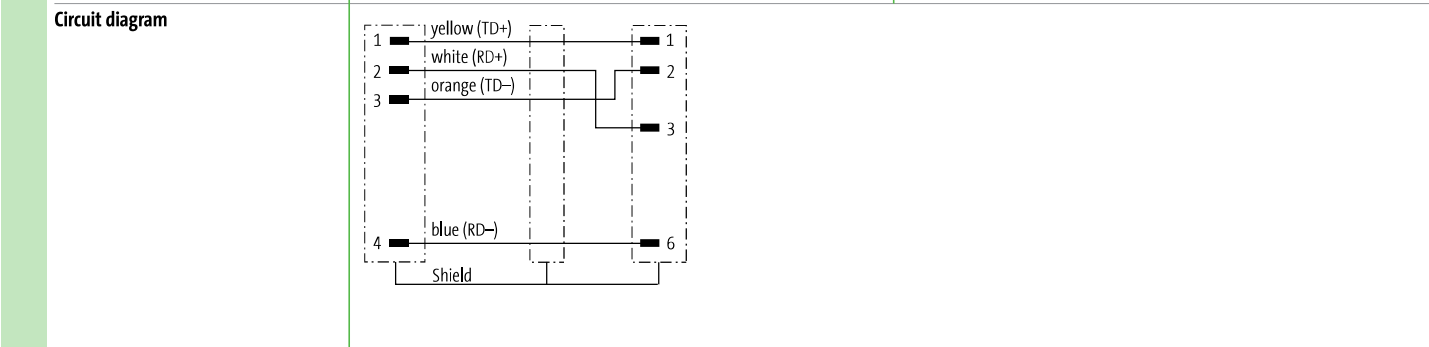 Circuit diagram
1 yellow (TD+) 1
white (RD+)
2 2
orange (TD–)
3
3
blue (RD–)
4 6
Shield